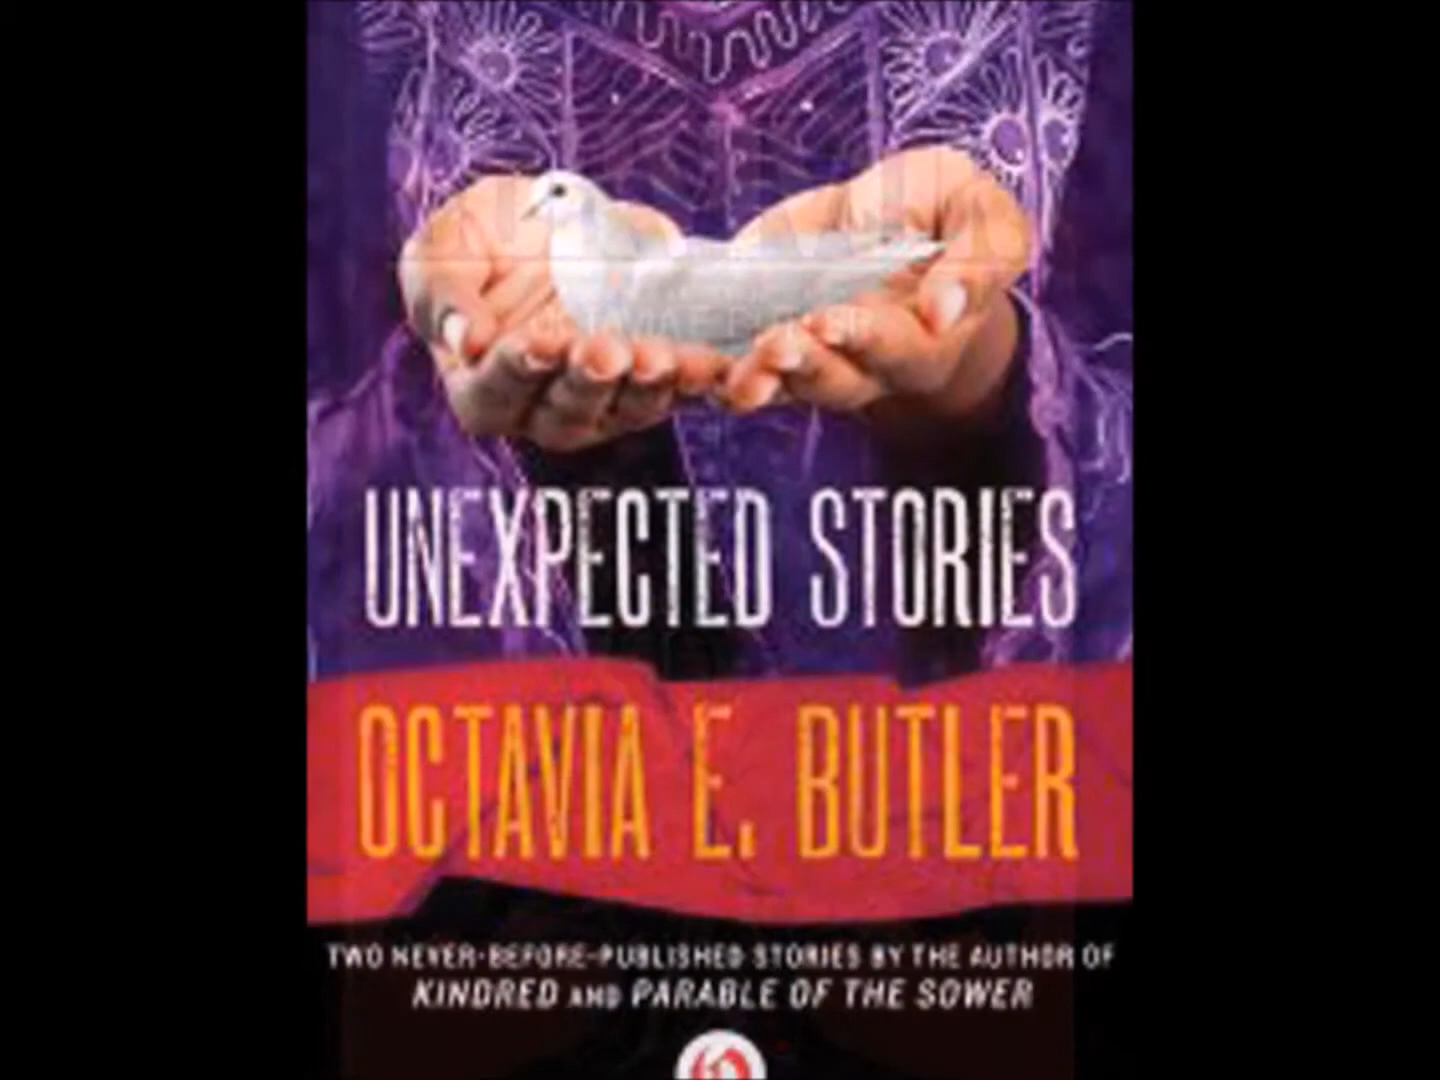 UNEXPECTED STORIES
OCTAVIA E. BUTLER
TWO NEVER-BEFORE-PUBLISHED STORIES BY THE AUTHOR OF
KINDRED AND PARABLE OF THE SOWER